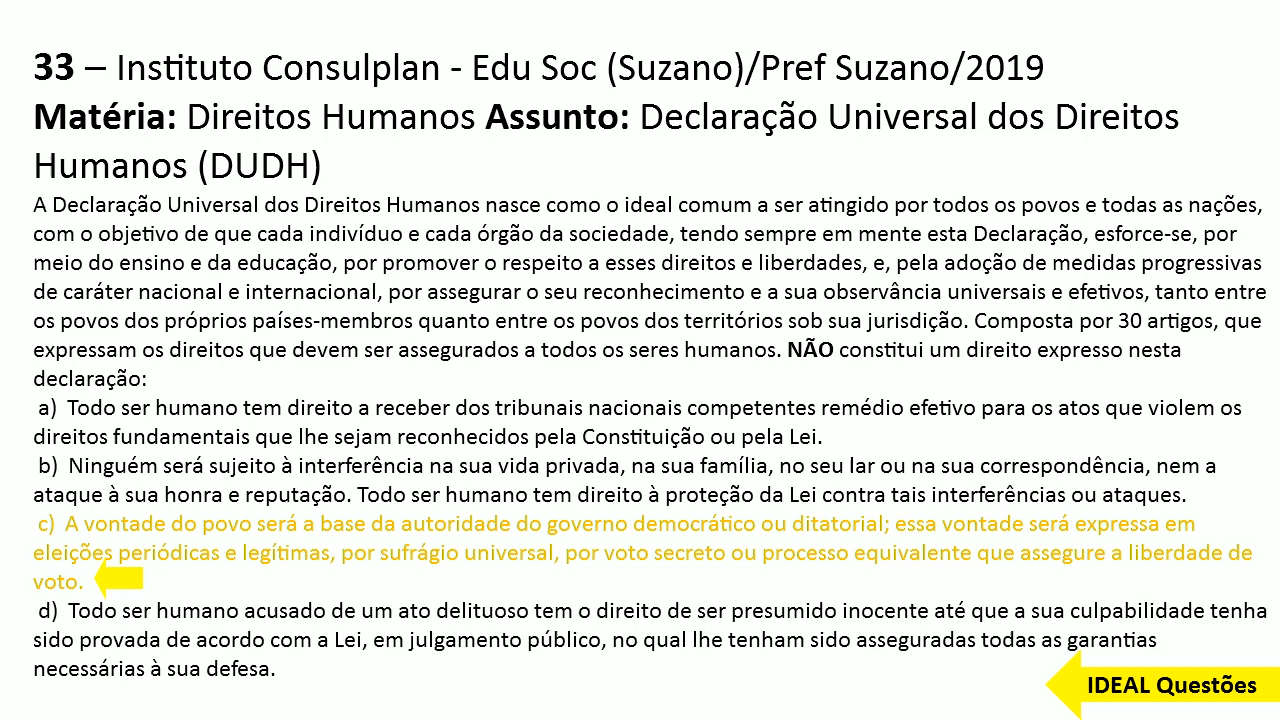 33 – Instituto Consulplan - Edu Soc (Suzano)/Pref Suzano/2019
Matéria: Direitos Humanos Assunto: Declaração Universal dos Direitos
Humanos (DUDH)
A Declaração Universal dos Direitos Humanos nasce como o ideal comum a ser atingido por todos os povos e todas as nações,
com o objetivo de que cada indivíduo e cada órgão da sociedade, tendo sempre em mente esta Declaração, esforce-se, por
meio do ensino e da educação, por promover o respeito a esses direitos e liberdades, e, pela adoção de medidas progressivas
de caráter nacional e internacional, por assegurar o seu reconhecimento e a sua observância universais e efetivos, tanto entre
os povos dos próprios países-membros quanto entre os povos dos territórios sob sua jurisdição. Composta por 30 artigos, que
expressam os direitos que devem ser assegurados a todos os seres humanos. NÃO constitui um direito expresso nesta
declaração:
a) Todo ser humano tem direito a receber dos tribunais nacionais competentes remédio efetivo para os atos que violem os
direitos fundamentais que lhe sejam reconhecidos pela Constituição ou pela Lei.
b) Ninguém será sujeito à interferência na sua vida privada, na sua família, no seu lar ou na sua correspondência, nem a
ataque à sua honra e reputação. Todo ser humano tem direito à proteção da Lei contra tais interferências ou ataques.
c) A vontade do povo será a base da autoridade do governo democrático ou ditatorial; essa vontade será expressa em
eleições periódicas e legítimas, por sufrágio universal, por voto secreto ou processo equivalente que assegure a liberdade de
voto.
d) Todo ser humano acusado de um ato delituoso tem o direito de ser presumido inocente até que a sua culpabilidade tenha
sido provada de acordo com a Lei, em julgamento público, no qual lhe tenham sido asseguradas todas as garantias
necessárias à sua defesa.
IDEAL Questões